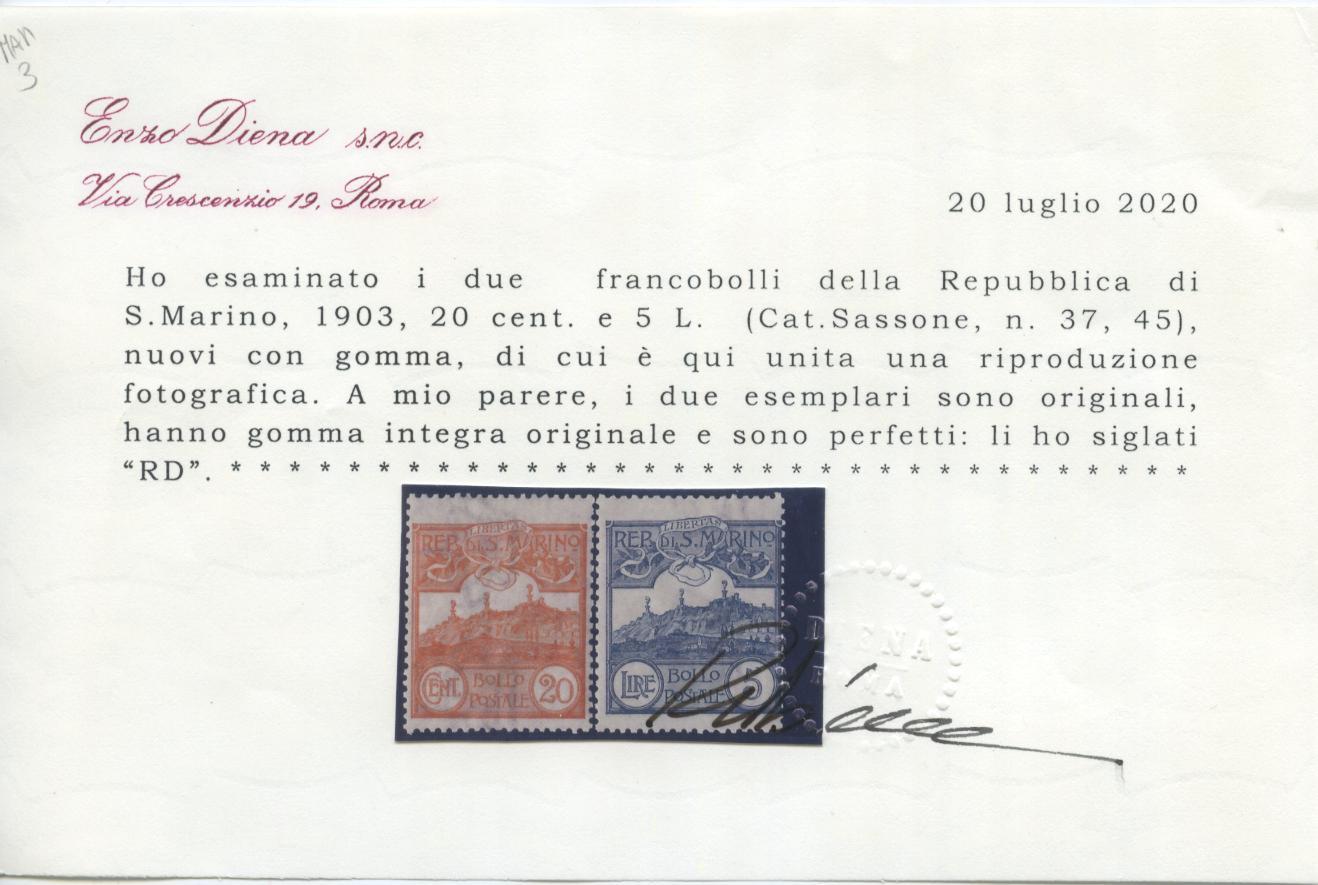 MAN
3
Enzo Diena s.n.c.
Via Crescenzio 19, Roma
20 luglio 2020
Ho esaminato i due francobolli della Repubblica di
S.Marino, 1903, 20 cent. e 5 L. (Cat.Sassone, n. 37, 45),
nuovi con gomma, di cui è qui unita una riproduzione
fotografica. A mio parere, i due esemplari sono originali,
hanno gomma integra originale e sono perfetti: li ho siglati
“RD”. * * * * * * * * * * * * * * * * * * * * * * * * * * * * * * * * *
LIBERTAS
REP. DI S. MARINO
CENT. BOLLO POSTALE 20
LIBERTAS
REP. DI S. MARINO
LIRE BOLLO POSTALE 5
DIENA
ROMA